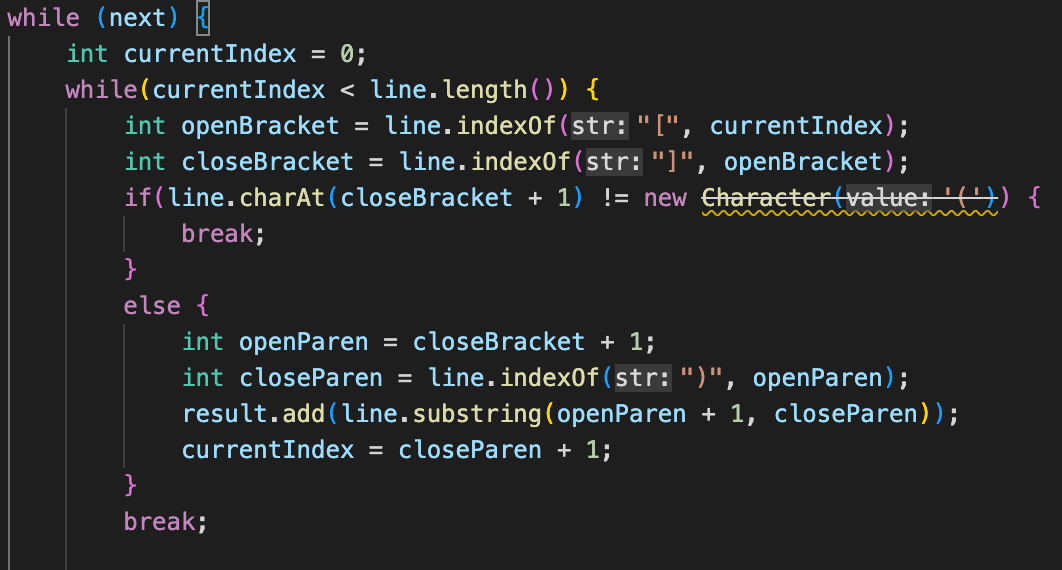 while (next) {
int currentIndex = 0;
while(currentIndex < line.length()) {
int openBracket = line.indexOf(str: "[", currentIndex);
int closeBracket = line.indexOf(str: "]", openBracket);
if(line.charAt(closeBracket + 1) != new Character(value: '(')) {
break;
}
else {
int openParen = closeBracket + 1;
int closeParen = line.indexOf(str: ")", openParen);
result.add(line.substring(openParen + 1, closeParen));
currentIndex = closeParen + 1;
}
break;